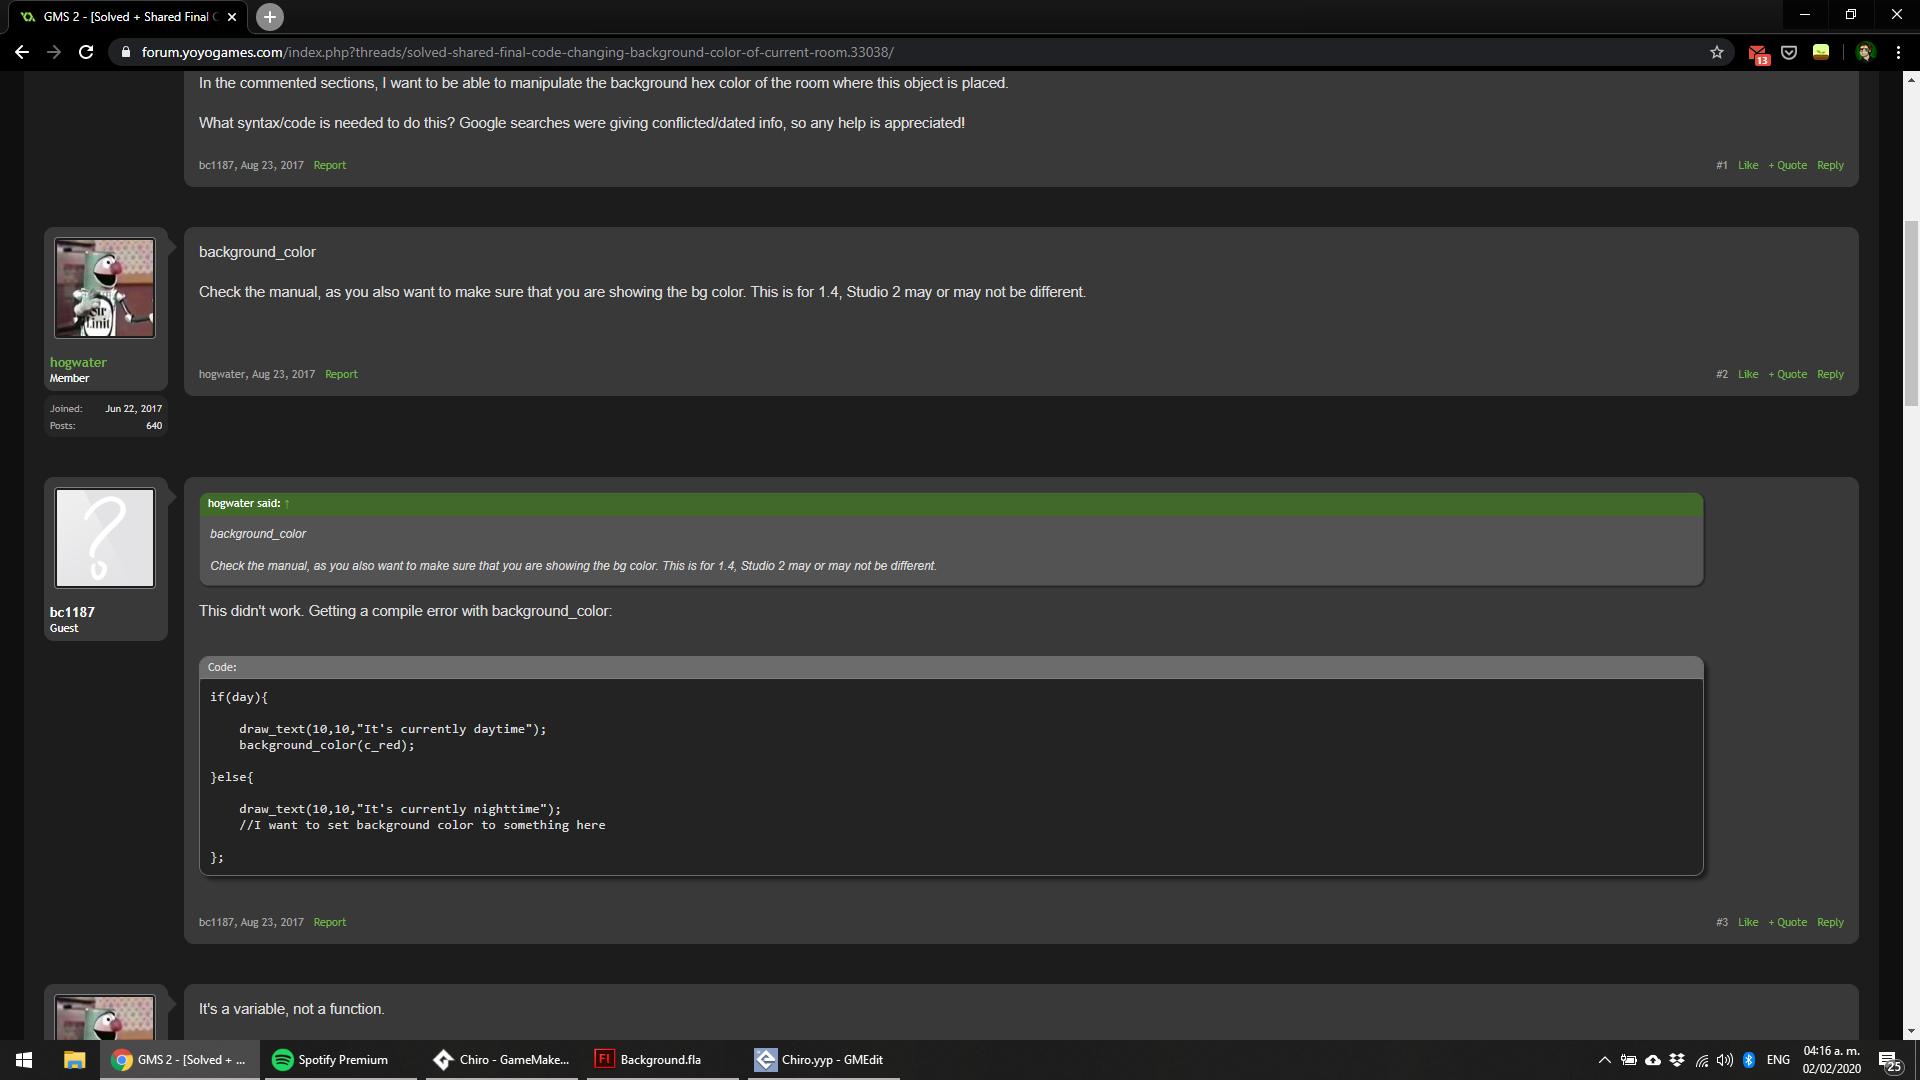 GMS 2 - [Solved + Shared Final C
forum.yoyogames.com/index.php?threads/solved-shared-final-code-changing-background-color-of-current-room.33038/
13
In the commented sections, I want to be able to manipulate the background hex color of the room where this object is placed.
What syntax/code is needed to do this? Google searches were giving conflicted/dated info, so any help is appreciated!
bc1187, Aug 23, 2017 Report #1 Like + Quote Reply
background_color
Check the manual, as you also want to make sure that you are showing the bg color. This is for 1.4, Studio 2 may or may not be different.
Sir
Linit
hogwater
Member
hogwater, Aug 23, 2017 Report #2 Like + Quote Reply
Joined: Jun 22, 2017
Posts: 640
hogwater said: ↑
background_color
Check the manual, as you also want to make sure that you are showing the bg color. This is for 1.4, Studio 2 may or may not be different.
bc1187
Guest
This didn't work. Getting a compile error with background_color:
Code:
if(day){
draw_text(10,10,"It's currently daytime");
background_color(c_red);
}else{
draw_text(10,10,"It's currently nighttime");
//I want to set background color to something here
};
bc1187, Aug 23, 2017 Report #3 Like + Quote Reply
It's a variable, not a function.
GMS 2 - [Solved + ... Spotify Premium Chiro - GameMake... Fl Background.fla Chiro.yyp - GMEdit ENG 04:16 a. m.
02/02/2020 25